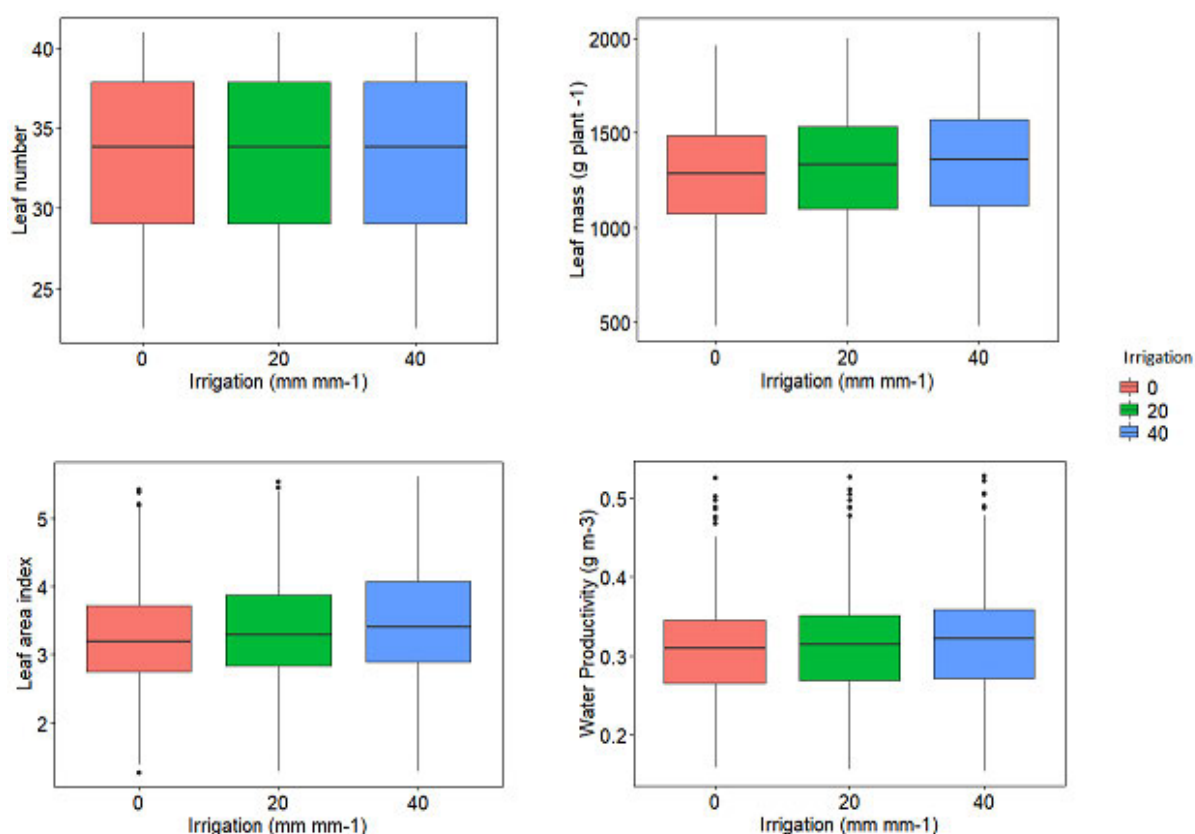 Leaf number
40
35
30
25
0 20 40
Irrigation (mm mm-1)
Leaf mass (g plant -1)
2000
1500
1000
500
0 20 40
Irrigation (mm mm-1)
Irrigation
0
20
40
Leaf area index
5
4
3
2
0 20 40
Irrigation (mm mm-1)
Water Productivity (g m-3)
0.5
0.4
0.3
0.2
0 20 40
Irrigation (mm mm-1)